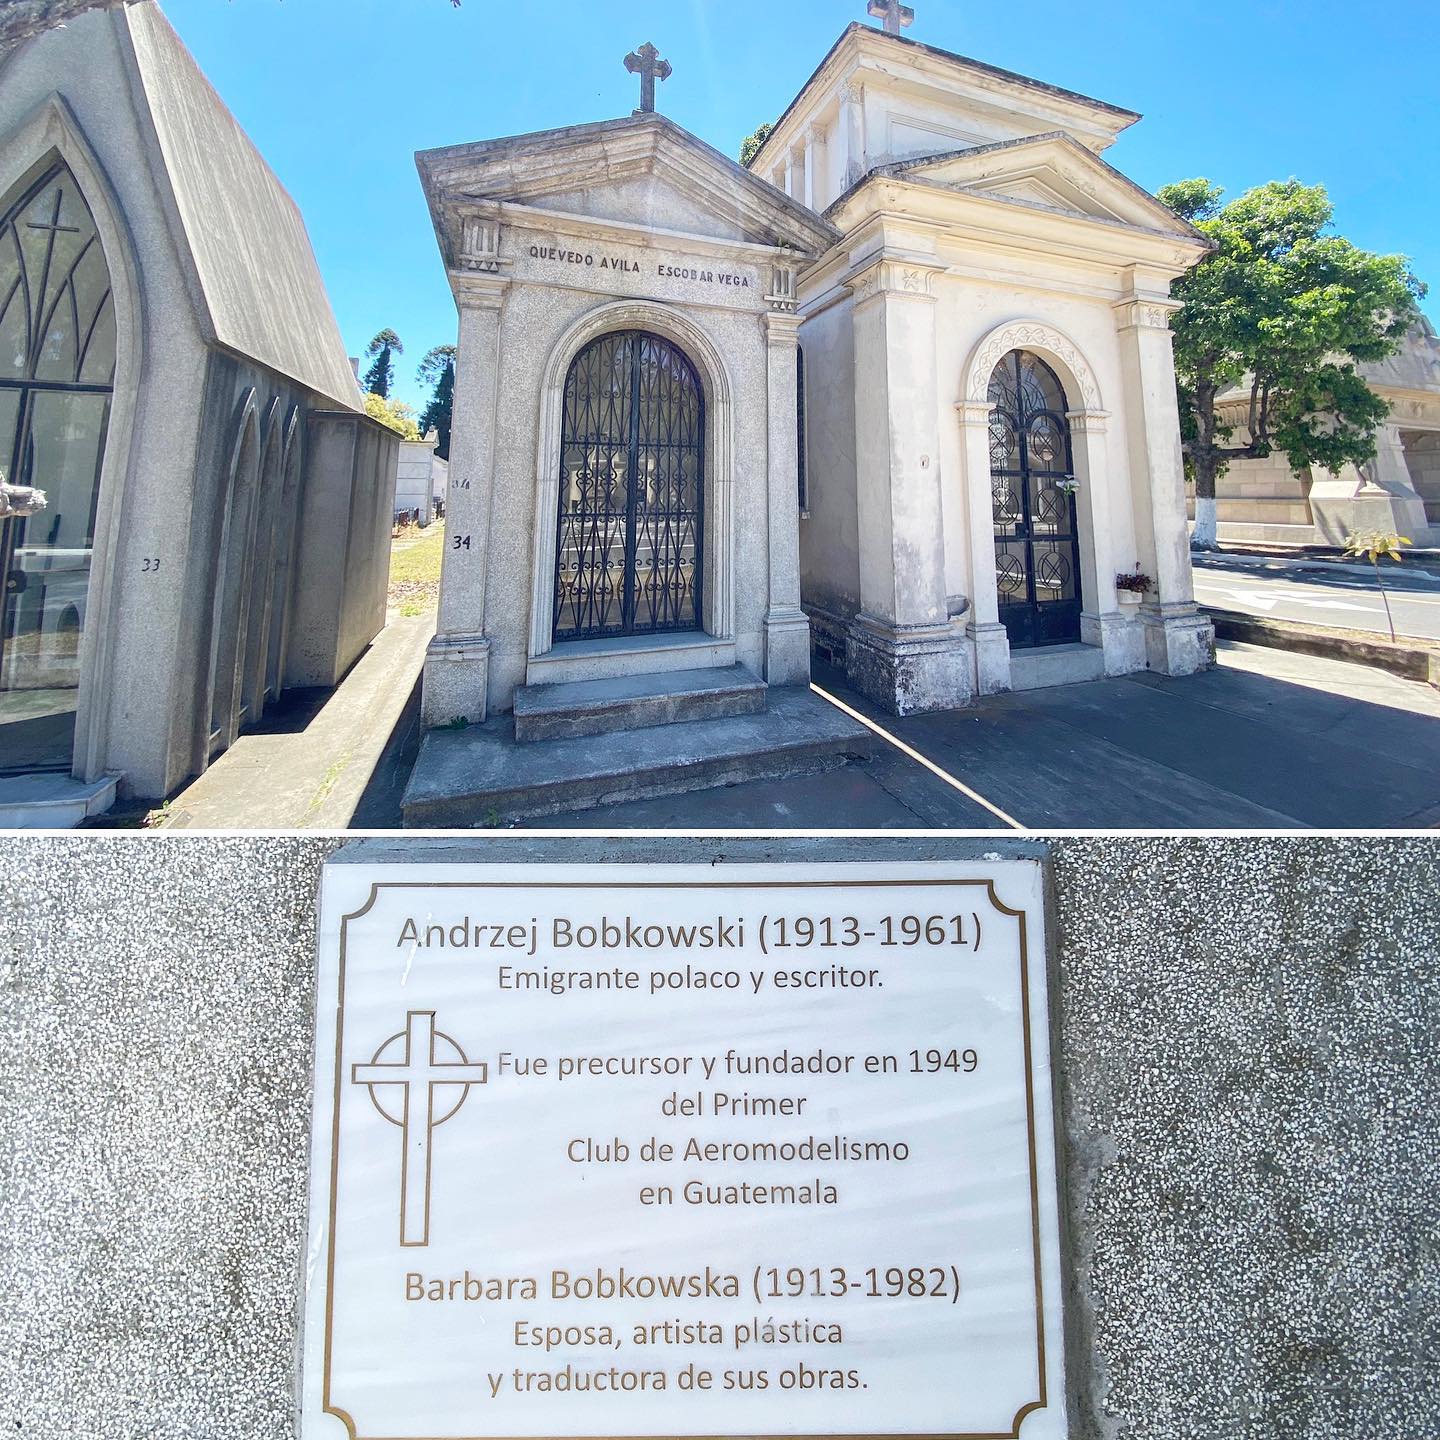 QUEVEDO AVILA ESCOBAR VEGA
34
34
33
Andrzej Bobkowski (1913-1961)
Emigrante polaco y escritor.
Fue precursor y fundador en 1949
del Primer
Club de Aeromodelismo
en Guatemala
Barbara Bobkowska (1913-1982)
Esposa, artista plástica
y traductora de sus obras.